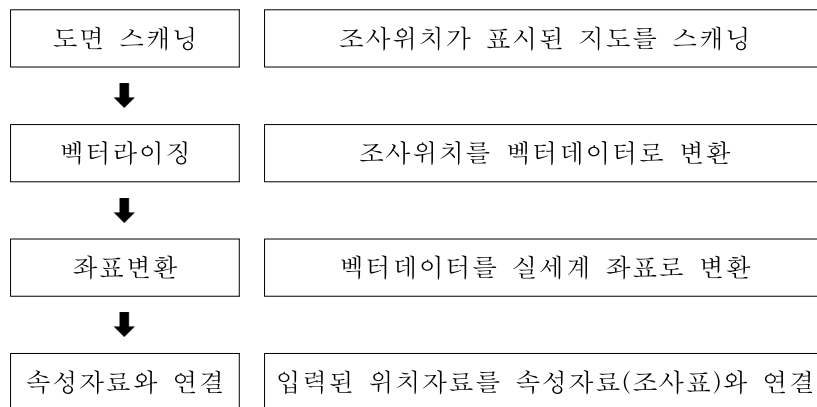 도면 스캐닝
조사위치가 표시된 지도를 스캐닝
벡터라이징
조사위치를 벡터데이터로 변환
좌표변환
벡터데이터를 실세계 좌표로 변환
속성자료와 연결
입력된 위치자료를 속성자료(조사표)와 연결